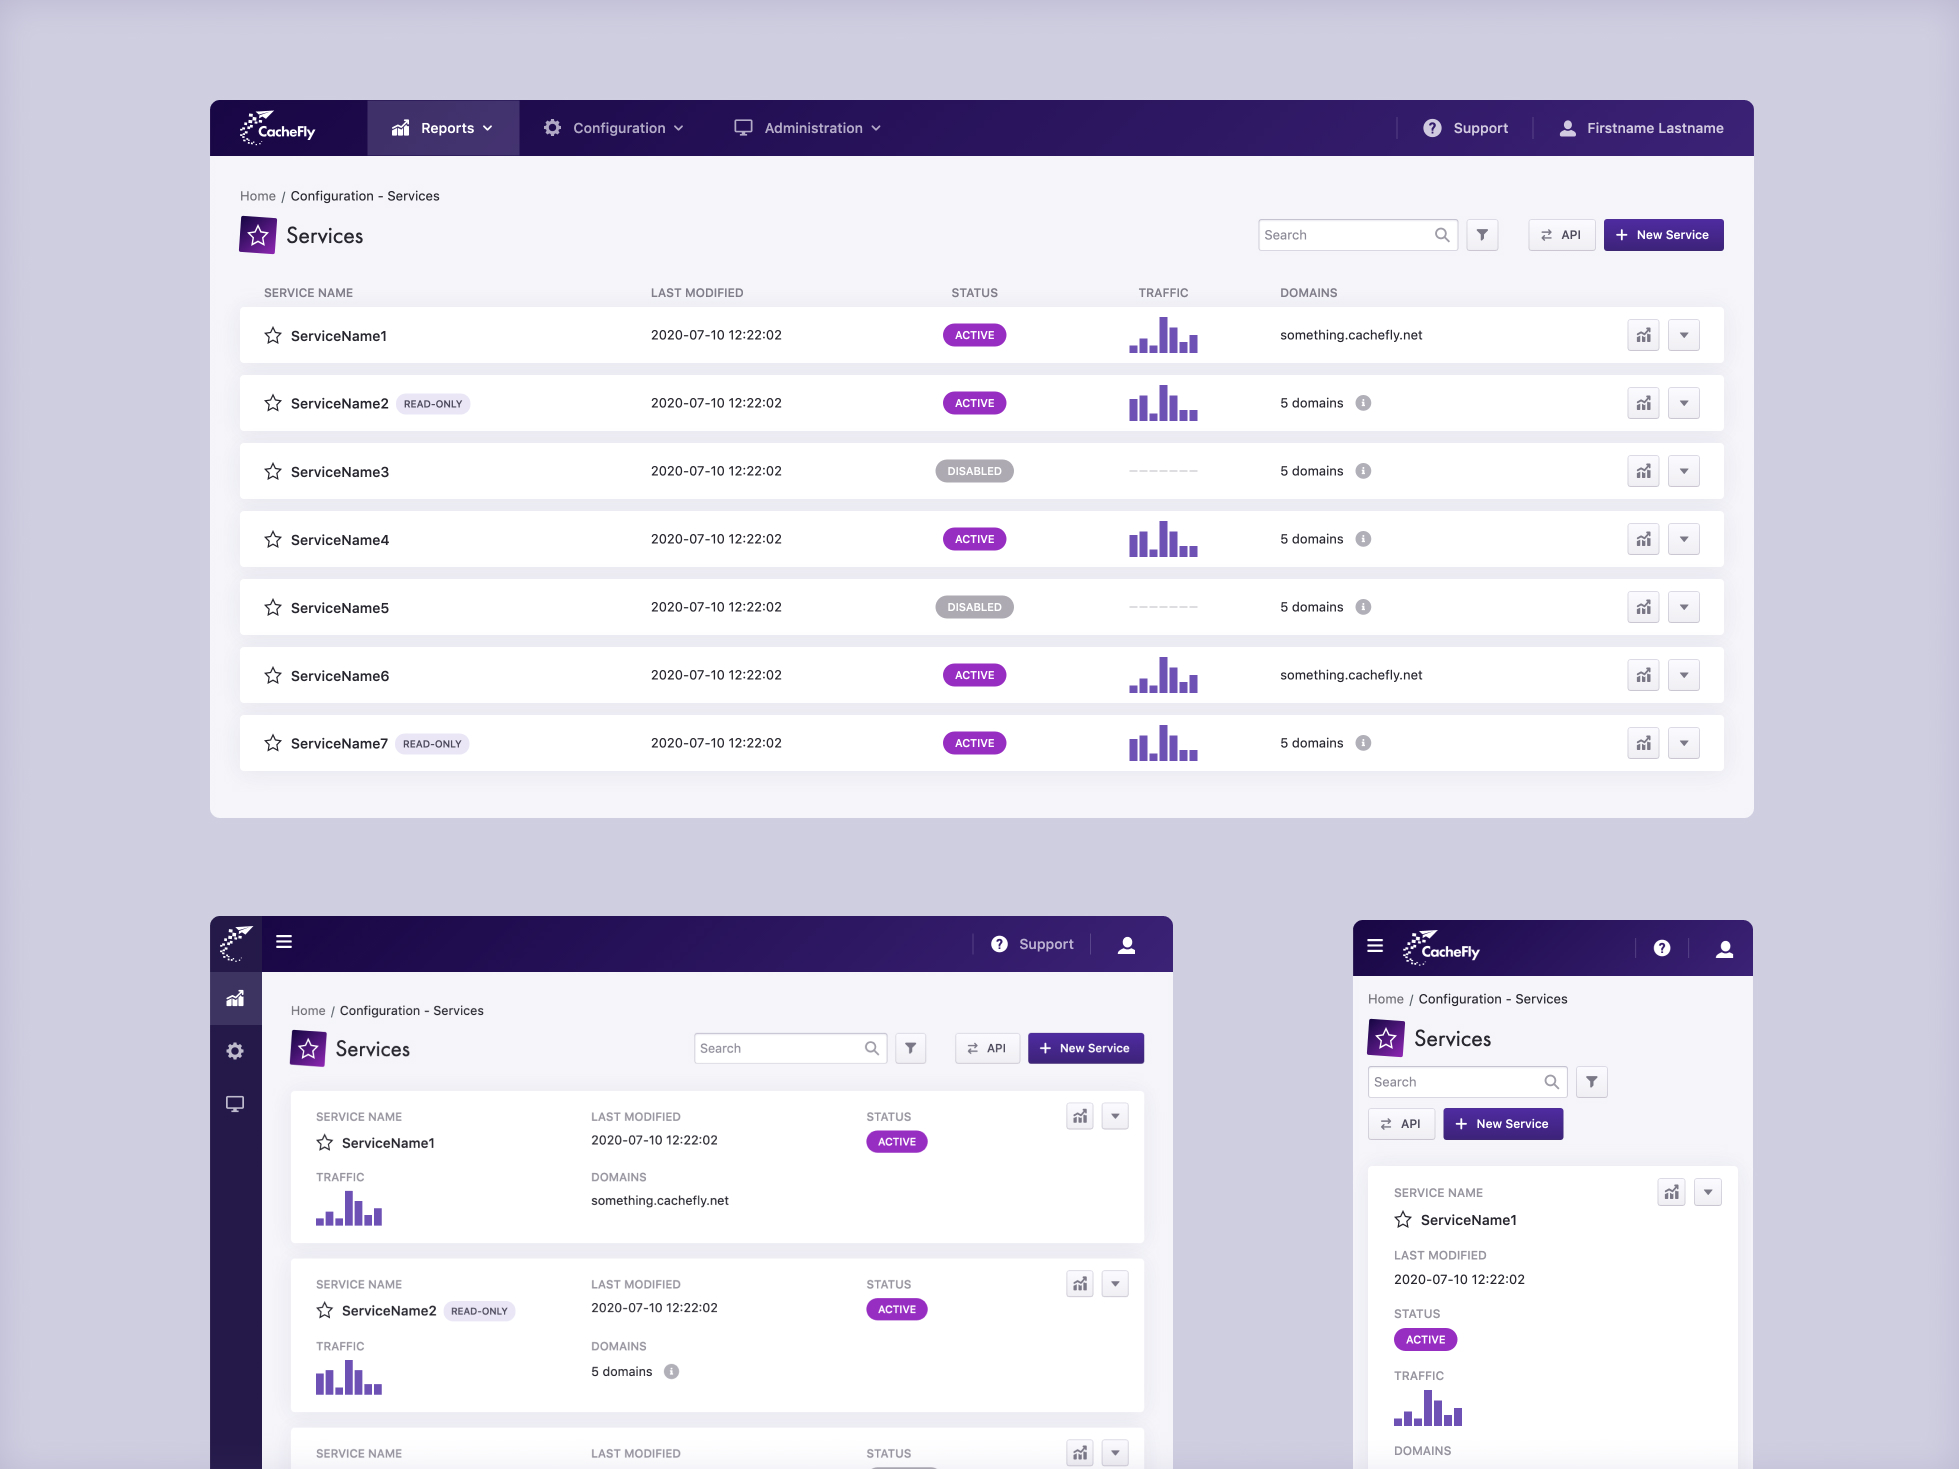 CacheFly Reports Configuration Administration Support Firstname Lastname
Home / Configuration - Services
Services Search API + New Service
SERVICE NAME LAST MODIFIED STATUS TRAFFIC DOMAINS
ServiceName1 2020-07-10 12:22:02 ACTIVE something.cachefly.net
ServiceName2 READ-ONLY 2020-07-10 12:22:02 ACTIVE 5 domains
ServiceName3 2020-07-10 12:22:02 DISABLED 5 domains
ServiceName4 2020-07-10 12:22:02 ACTIVE 5 domains
ServiceName5 2020-07-10 12:22:02 DISABLED 5 domains
ServiceName6 2020-07-10 12:22:02 ACTIVE something.cachefly.net
ServiceName7 READ-ONLY 2020-07-10 12:22:02 ACTIVE 5 domains
Support
Home / Configuration - Services
Services Search API + New Service
SERVICE NAME LAST MODIFIED STATUS
ServiceName1 2020-07-10 12:22:02 ACTIVE
TRAFFIC DOMAINS
something.cachefly.net
SERVICE NAME LAST MODIFIED STATUS
ServiceName2 READ-ONLY 2020-07-10 12:22:02 ACTIVE
TRAFFIC DOMAINS
5 domains
SERVICE NAME LAST MODIFIED STATUS
CacheFly
Home / Configuration - Services
Services
Search
API + New Service
SERVICE NAME
ServiceName1
LAST MODIFIED
2020-07-10 12:22:02
STATUS
ACTIVE
TRAFFIC
DOMAINS